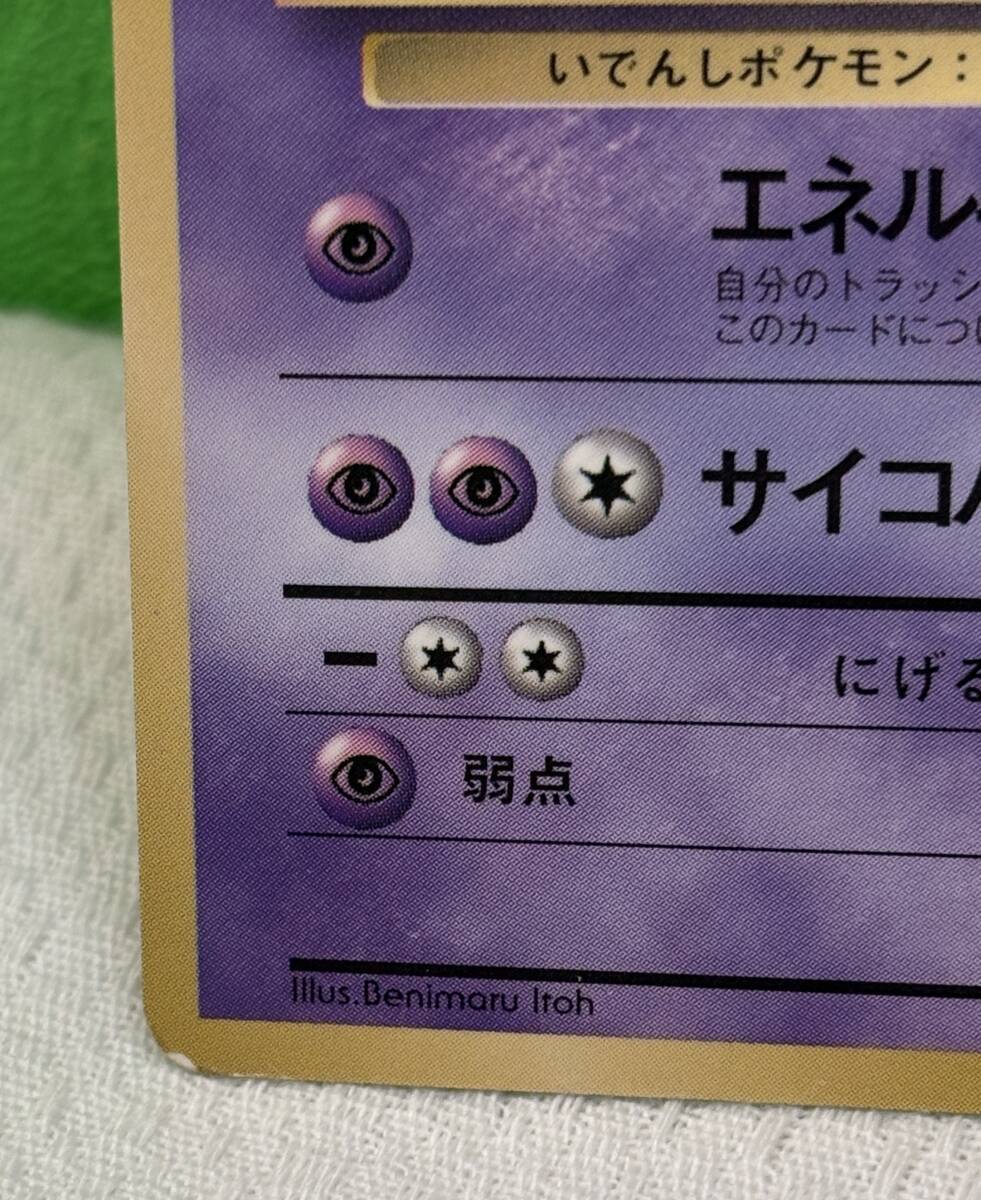 いでんしポケモン：
エネル
自分のトラッシ
このカードにつ
サイコ
ー
にげる
弱点
Illus.Benimaru Itoh